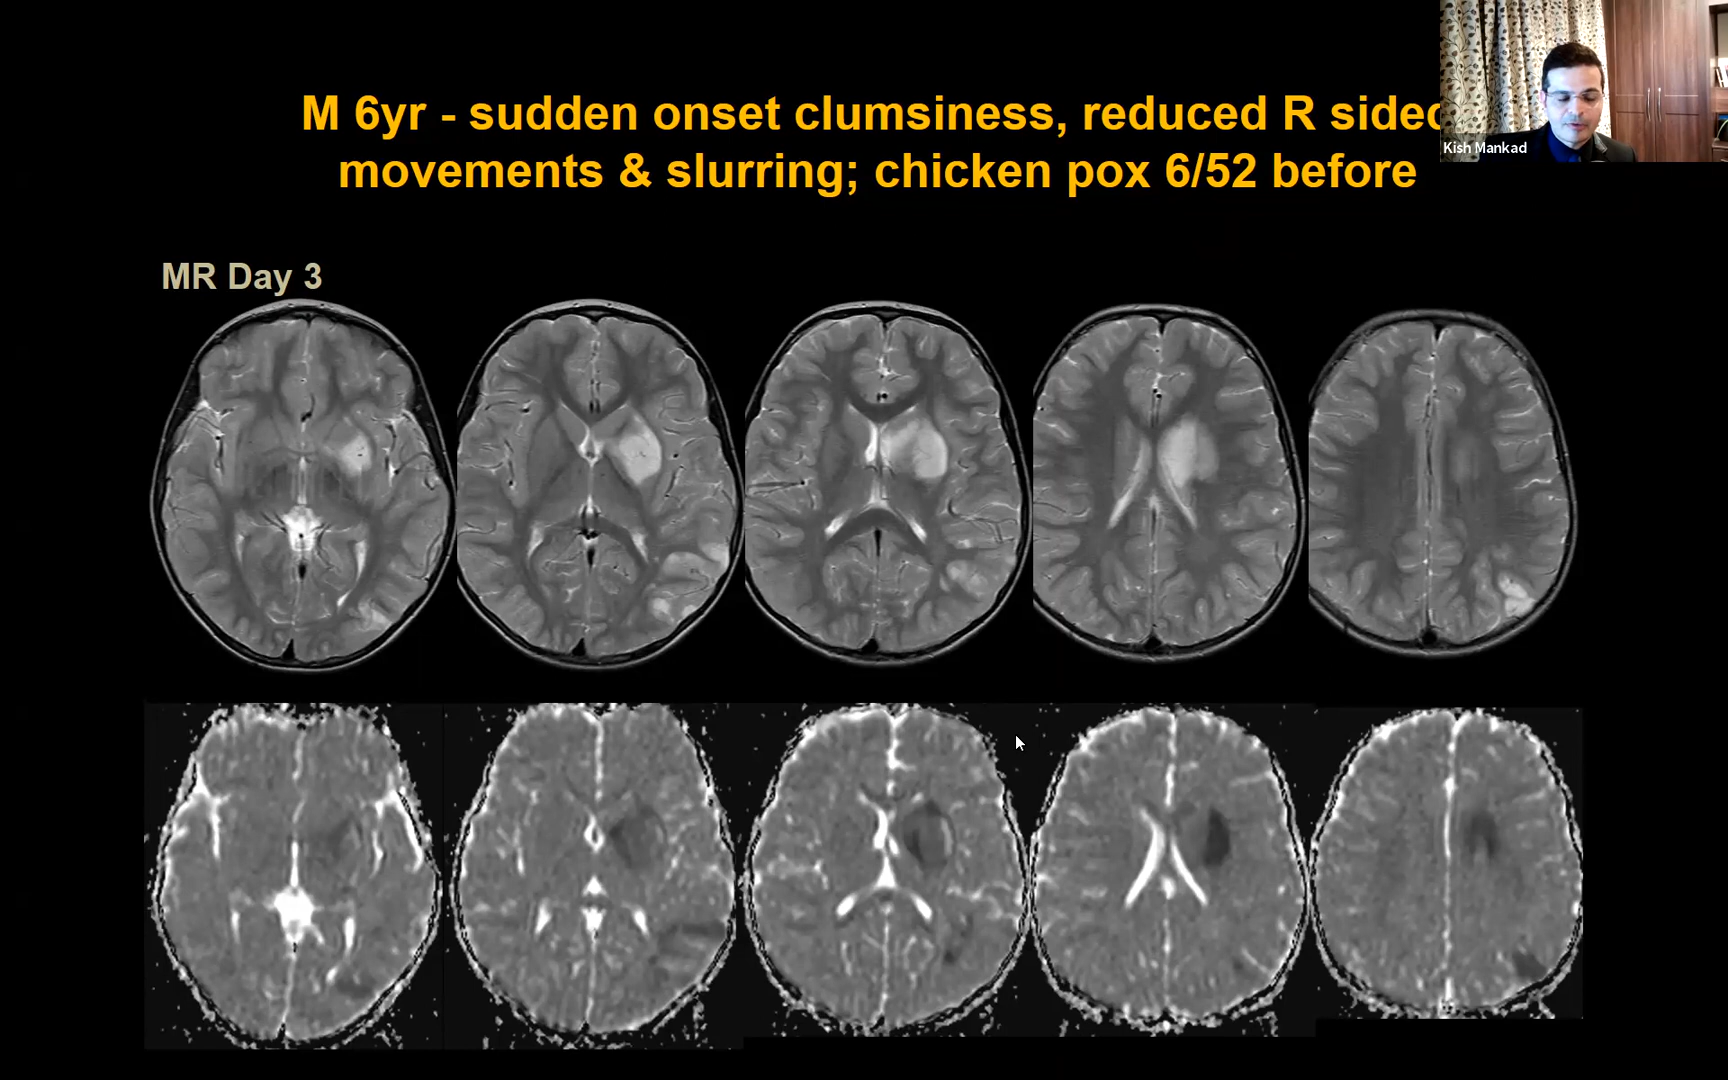 M 6yr - sudden onset clumsiness, reduced R sided
movements & slurring; chicken pox 6/52 before
Kish Mankad
MR Day 3